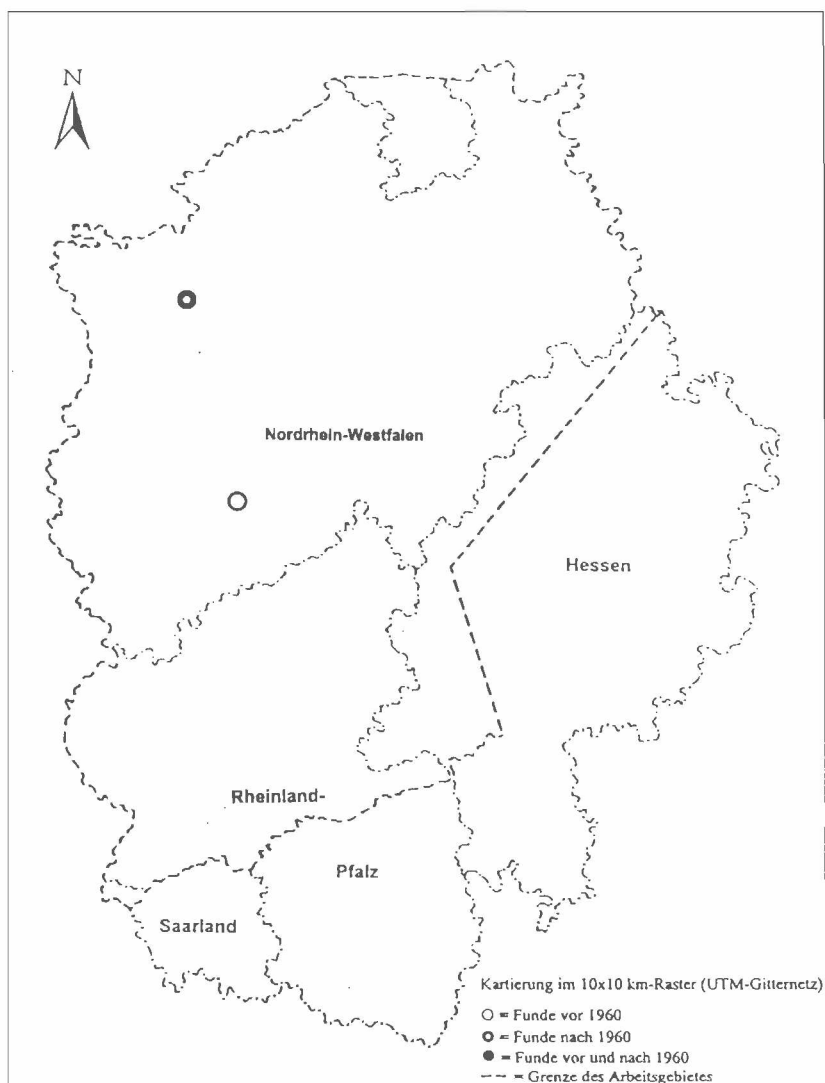 N
Nordrhein-Westfalen
Hessen
Rheinland-
Pfalz
Saarland
Kartierung im 10x10 km-Raster (UTM-Gitternetz)
○ = Funde vor 1960
⭘ = Funde nach 1960
● = Funde vor und nach 1960
--- = Grenze des Arbeitsgebietes